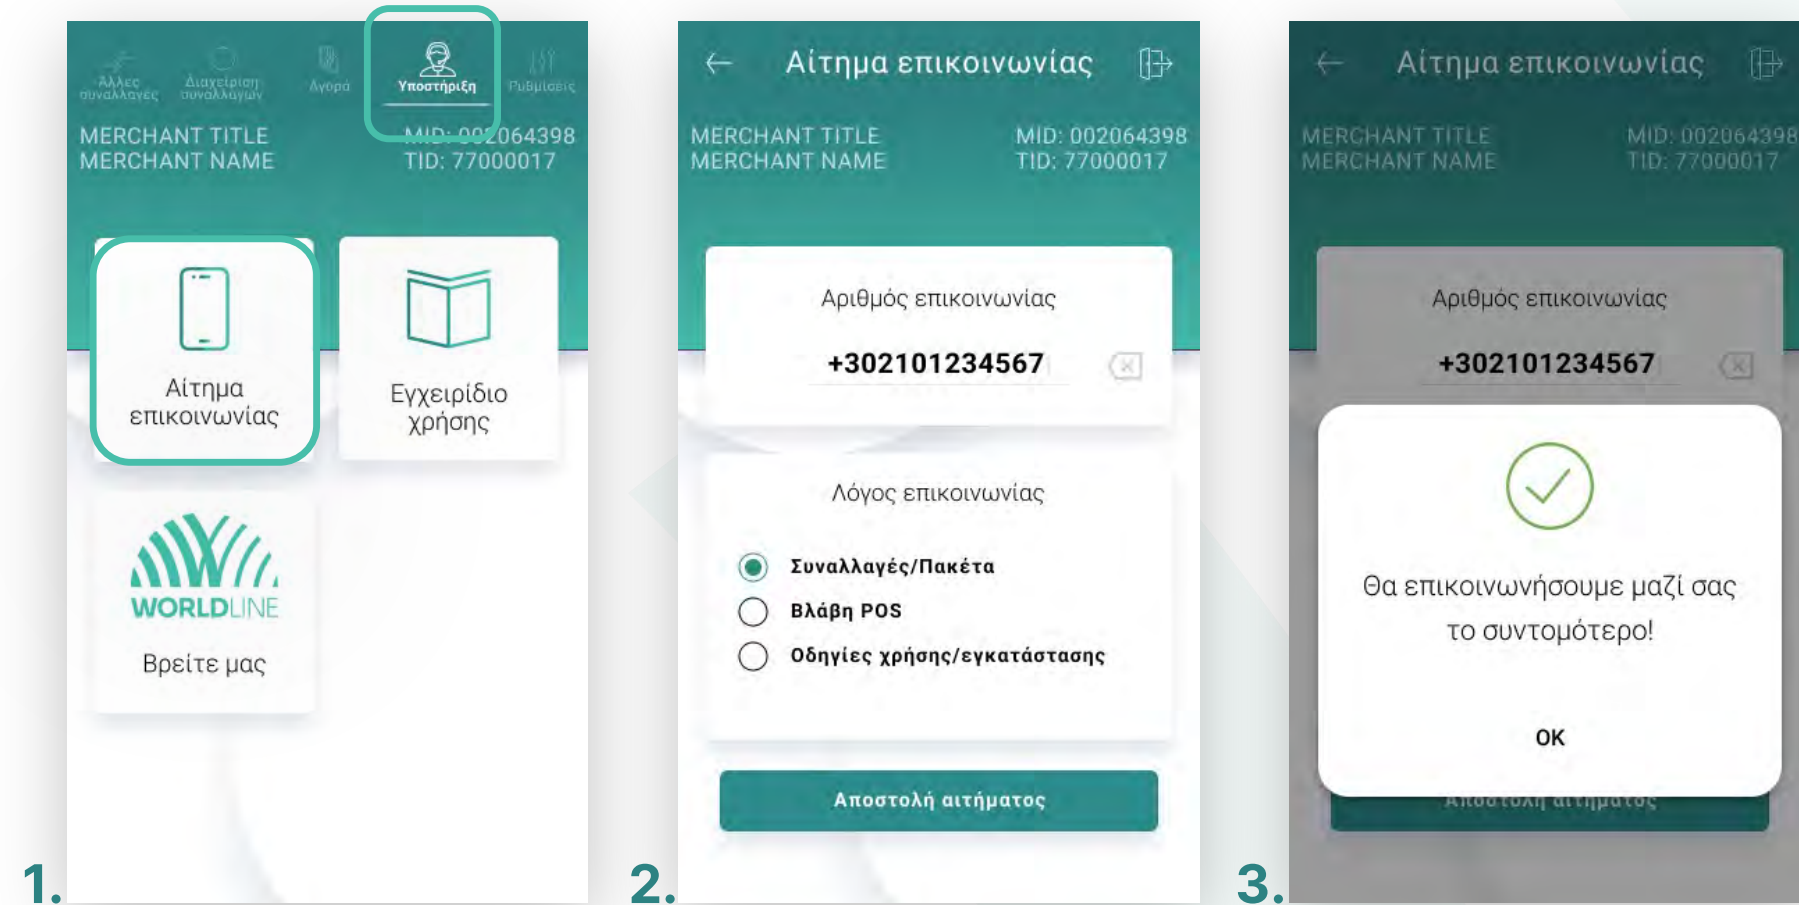 Άλλες
συναλλαγές
Διαχείριση
συναλλαγών
Αγορά
Υποστήριξη
Ρυθμίσεις
MERCHANT TITLE
MERCHANT NAME
MID: 002064398
TID: 77000017
Αίτημα
επικοινωνίας
Εγχειρίδιο
χρήσης
WORLDLINE
Βρείτε μας
1.
Αίτημα επικοινωνίας
MERCHANT TITLE
MERCHANT NAME
MID: 002064398
TID: 77000017
Αριθμός επικοινωνίας
+302101234567
Λόγος επικοινωνίας
Συναλλαγές/Πακέτα
Βλάβη POS
Οδηγίες χρήσης/εγκατάστασης
Αποστολή αιτήματος
2.
Αίτημα επικοινωνίας
MERCHANT TITLE
MERCHANT NAME
MID: 002064398
TID: 77000017
Αριθμός επικοινωνίας
+302101234567
Θα επικοινωνήσουμε μαζί σας
το συντομότερο!
OK
Αποστολή αιτήματος
3.